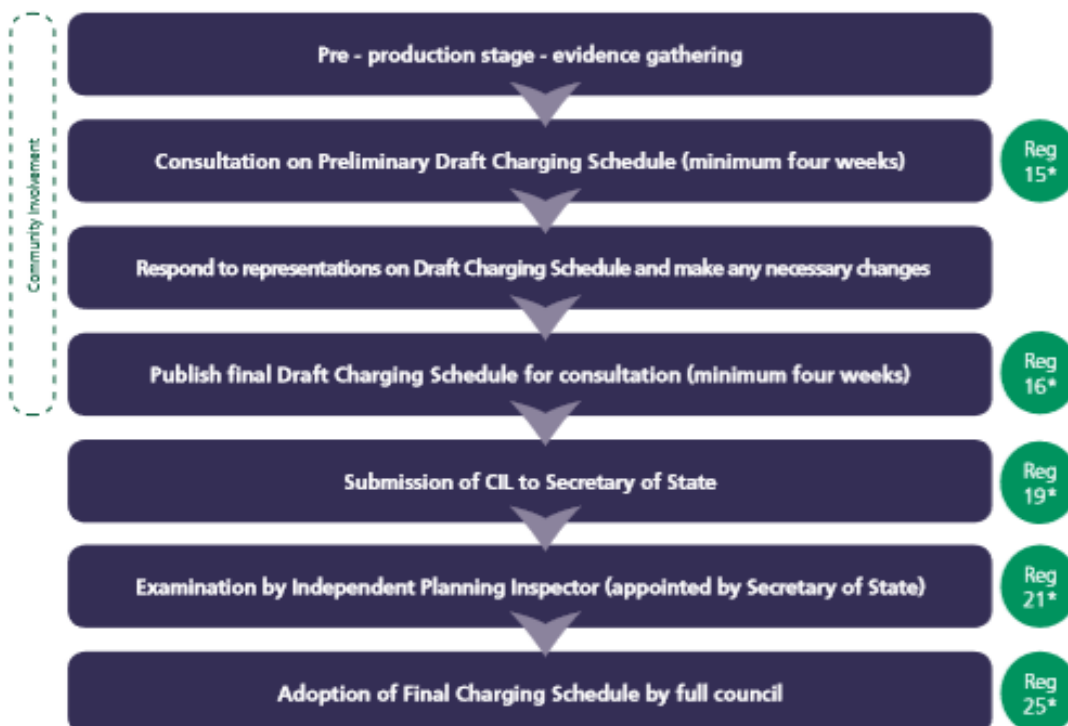 Community Involvement
Pre - production stage - evidence gathering
Consultation on Preliminary Draft Charging Schedule (minimum four weeks)
Reg
15*
Respond to representations on Draft Charging Schedule and make any necessary changes
Publish final Draft Charging Schedule for consultation (minimum four weeks)
Reg
16*
Submission of CIL to Secretary of State
Reg
19*
Examination by Independent Planning Inspector (appointed by Secretary of State)
Reg
21*
Adoption of Final Charging Schedule by full council
Reg
25*